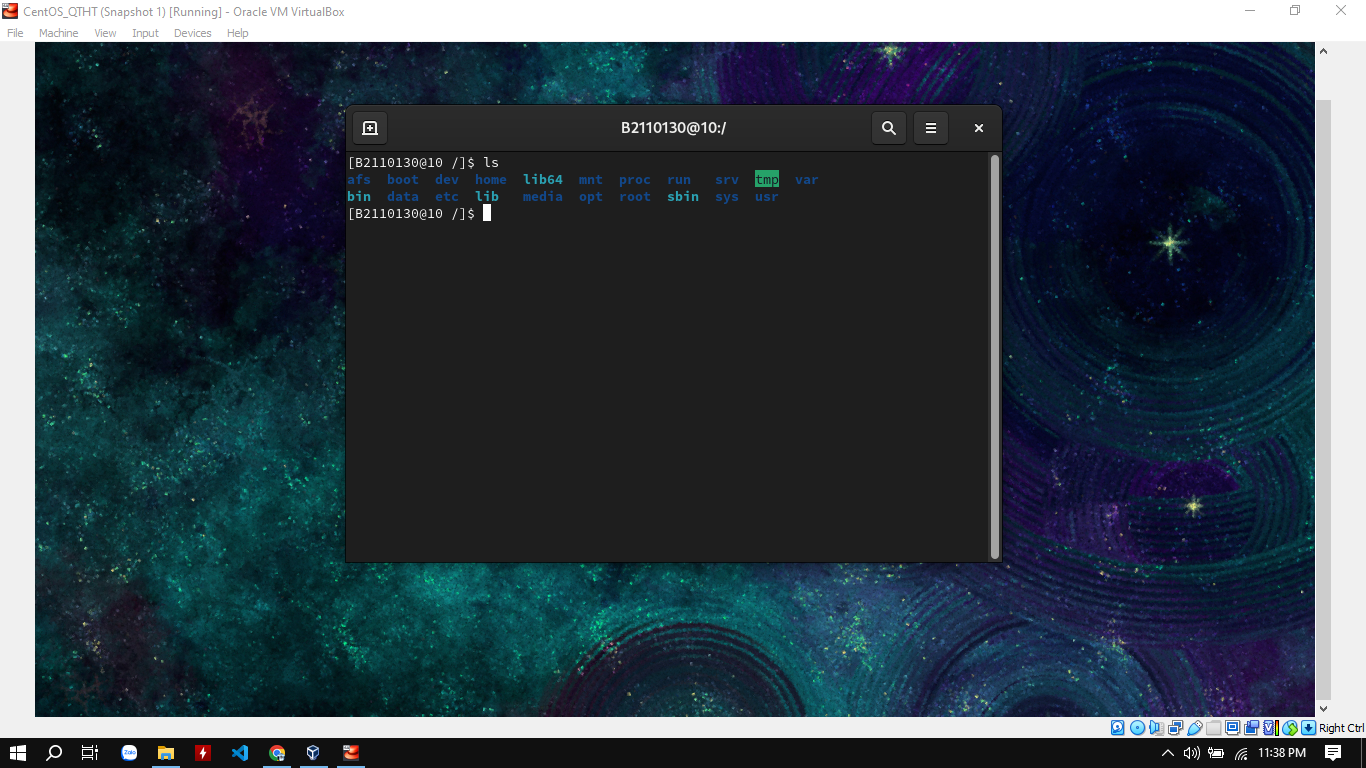 CentOS_QTHT (Snapshot 1) [Running] - Oracle VM VirtualBox
File Machine View Input Devices Help
B2110130@10:/
[B2110130@10 /]$ ls
afs boot dev home lib64 mnt proc run srv tmp var
bin data etc lib media opt root sbin sys usr
[B2110130@10 /]$
Right Ctrl
Zalo
11:38 PM